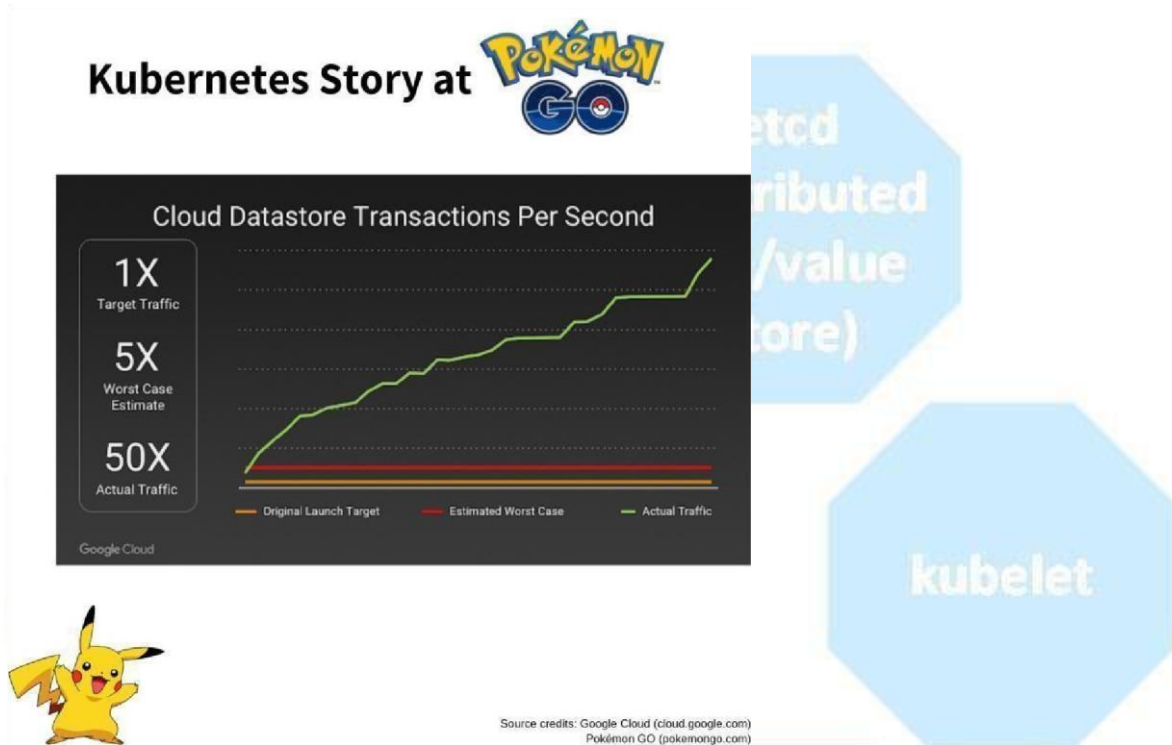 Kubernetes Story at
POKéMON
GO
Cloud Datastore Transactions Per Second
1X
Target Traffic
5X
Worst Case
Estimate
50X
Actual Traffic
Original Launch Target
Estimated Worst Case
Actual Traffic
Google Cloud
Source credits: Google Cloud (cloud.google.com)
Pokémon GO (pokemongo.com)
etcd
ributed
/value
tore)
kubelet